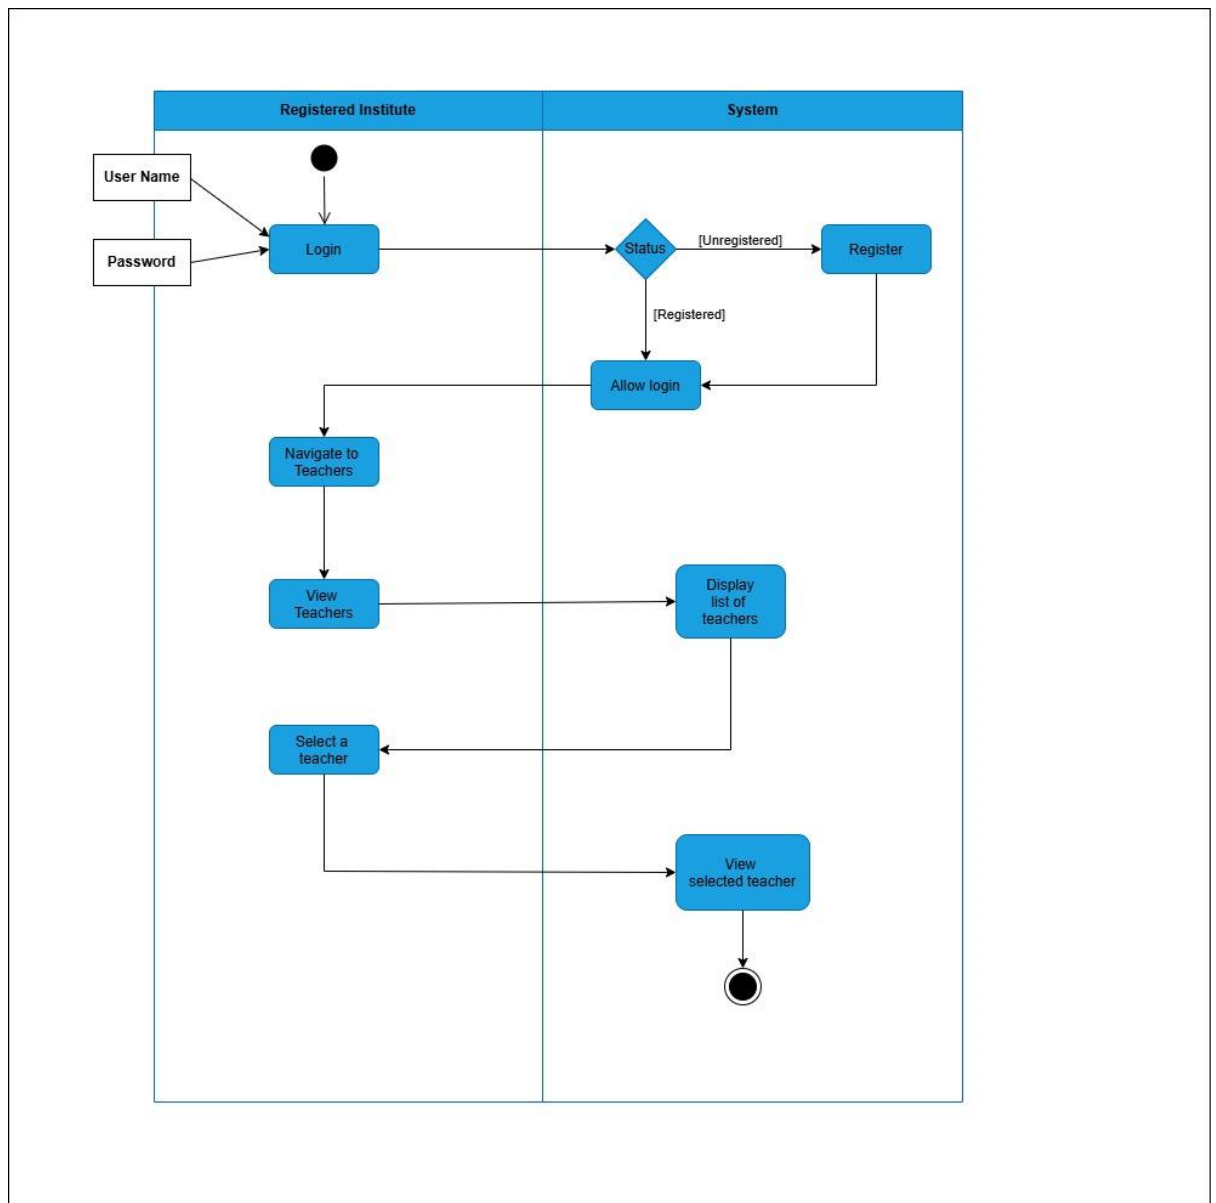 Registered Institute
System
User Name
Password
Login
Status
[Unregistered]
Register
[Registered]
Allow login
Navigate to
Teachers
View
Teachers
Display
list of
teachers
Select a
teacher
View
selected teacher